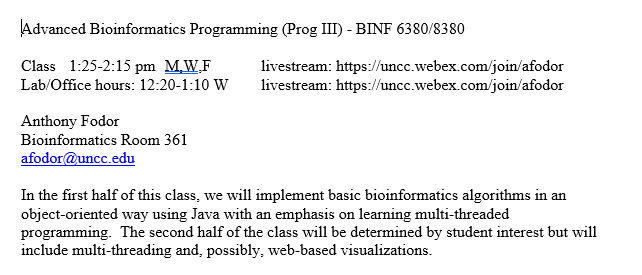 Advanced Bioinformatics Programming (Prog III) - BINF 6380/8380
Class 1:25-2:15 pm M,W,F livestream: https://uncc.webex.com/join/afodor
Lab/Office hours: 12:20-1:10 W livestream: https://uncc.webex.com/join/afodor
Anthony Fodor
Bioinformatics Room 361
afodor@uncc.edu
In the first half of this class, we will implement basic bioinformatics algorithms in an
object-oriented way using Java with an emphasis on learning multi-threaded
programming. The second half of the class will be determined by student interest but will
include multi-threading and, possibly, web-based visualizations.